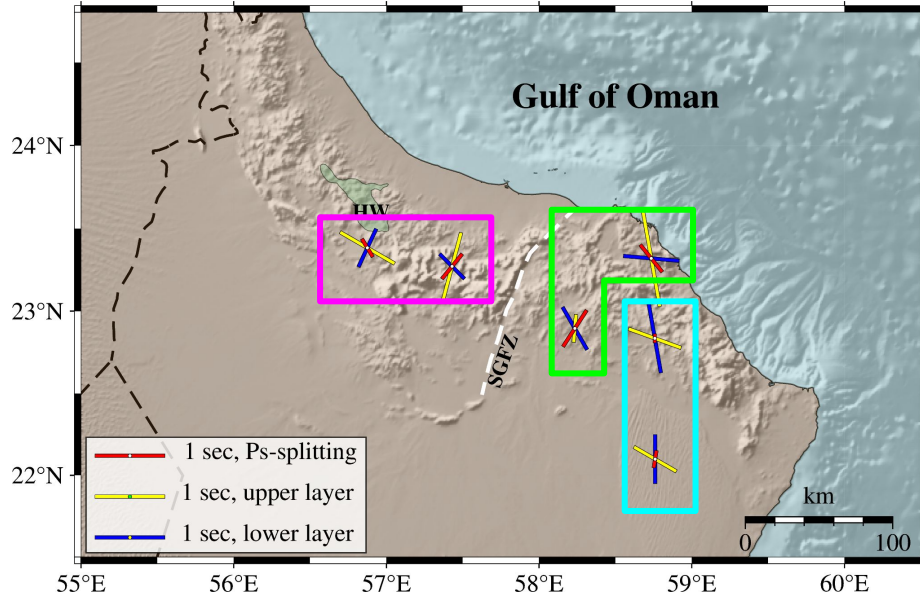 Gulf of Oman
24°N
HW
23°N
SGFZ
22°N
1 sec, Ps-splitting
1 sec, upper layer
1 sec, lower layer
km
0 100
55°E 56°E 57°E 58°E 59°E 60°E